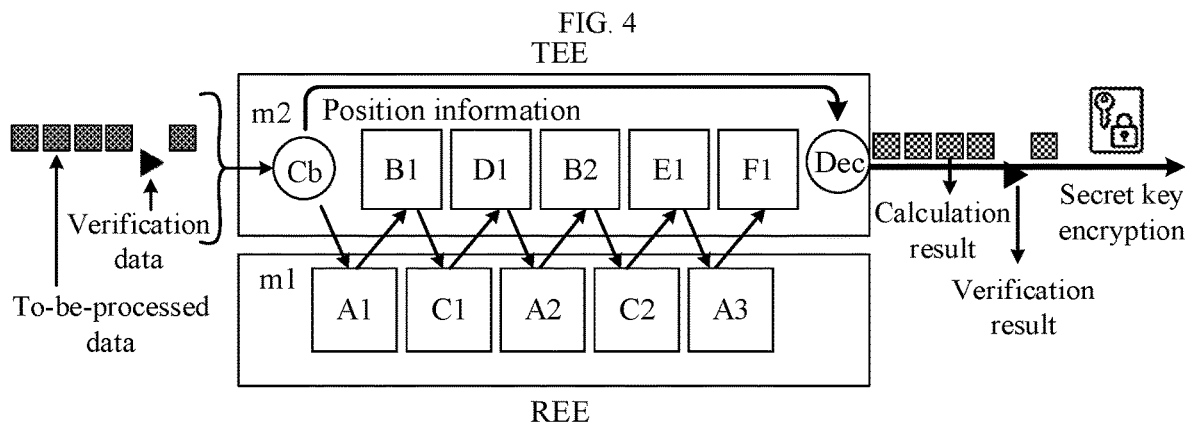 FIG. 4
TEE
m2
Position information
Cb
B1
D1
B2
E1
F1
Dec
Verification
data
To-be-processed
data
Calculation
result
Secret key
encryption
Verification
result
m1
A1
C1
A2
C2
A3
REE